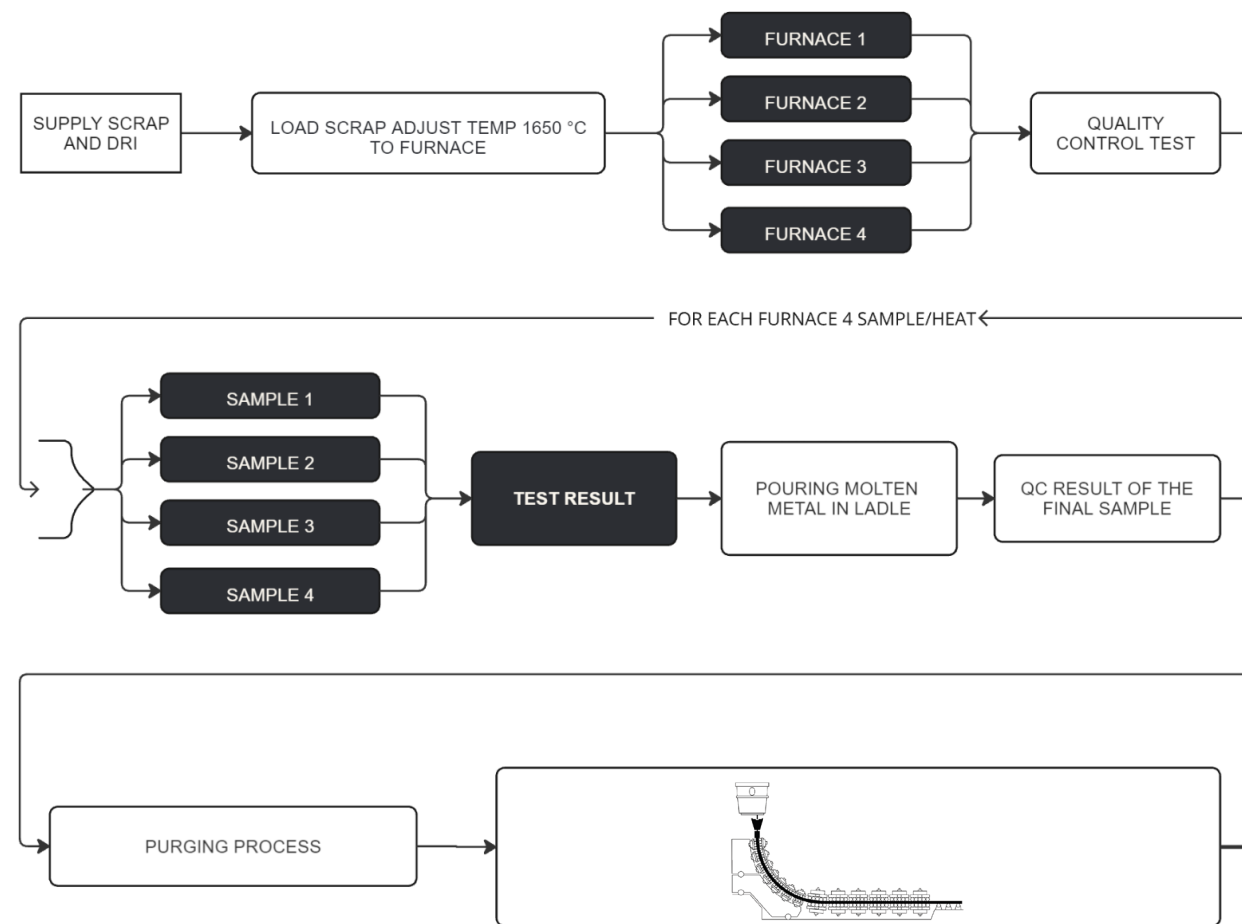 SUPPLY SCRAP
AND DRI
LOAD SCRAP ADJUST TEMP 1650 °C
TO FURNACE
FURNACE 1
FURNACE 2
FURNACE 3
FURNACE 4
QUALITY
CONTROL TEST
FOR EACH FURNACE 4 SAMPLE/HEAT
SAMPLE 1
SAMPLE 2
SAMPLE 3
SAMPLE 4
TEST RESULT
POURING MOLTEN
METAL IN LADLE
QC RESULT OF THE
FINAL SAMPLE
PURGING PROCESS